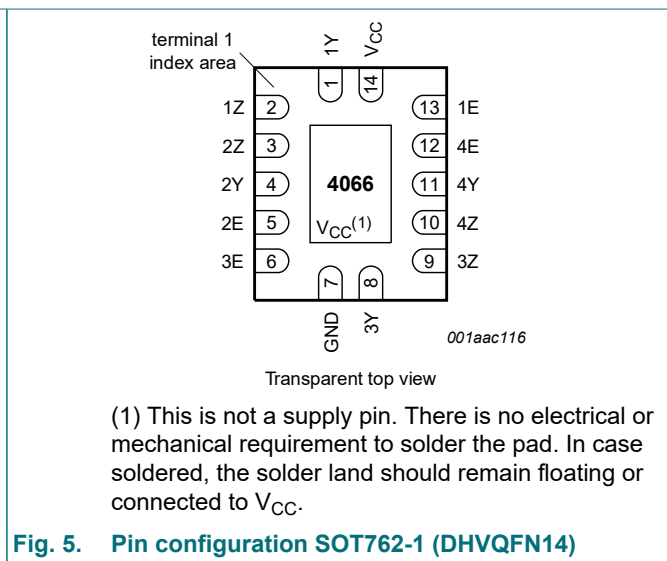 terminal 1
index area
1Y
VCC
1
14
1Z 2
13 1E
2Z 3
12 4E
2Y 4
4066
11 4Y
2E 5
VCC(1)
10 4Z
3E 6
9 3Z
7
8
GND
3Y
001aac116
Transparent top view
(1) This is not a supply pin. There is no electrical or
mechanical requirement to solder the pad. In case
soldered, the solder land should remain floating or
connected to VCC.
Fig. 5. Pin configuration SOT762-1 (DHVQFN14)